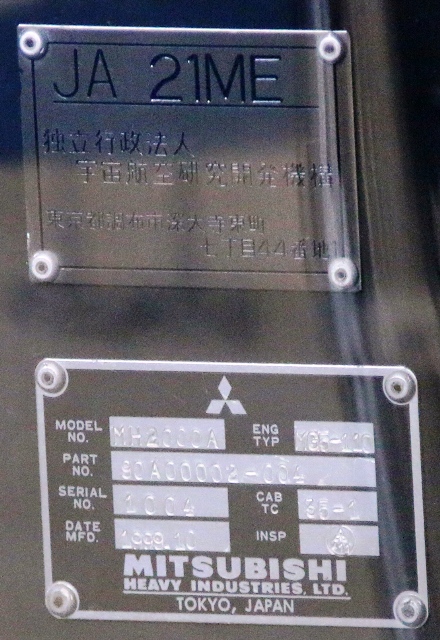 JA 21ME
独立行政法人
宇宙航空研究開発機構
東京都調布市深大寺東町
七丁目44番地1
MODEL NO. MH2000A ENG TYP
PART NO.
SERIAL NO. 1004 CAB TC 95-1
DATE MFD. 1999.10 INSP
MITSUBISHI
HEAVY INDUSTRIES, LTD.
TOKYO, JAPAN